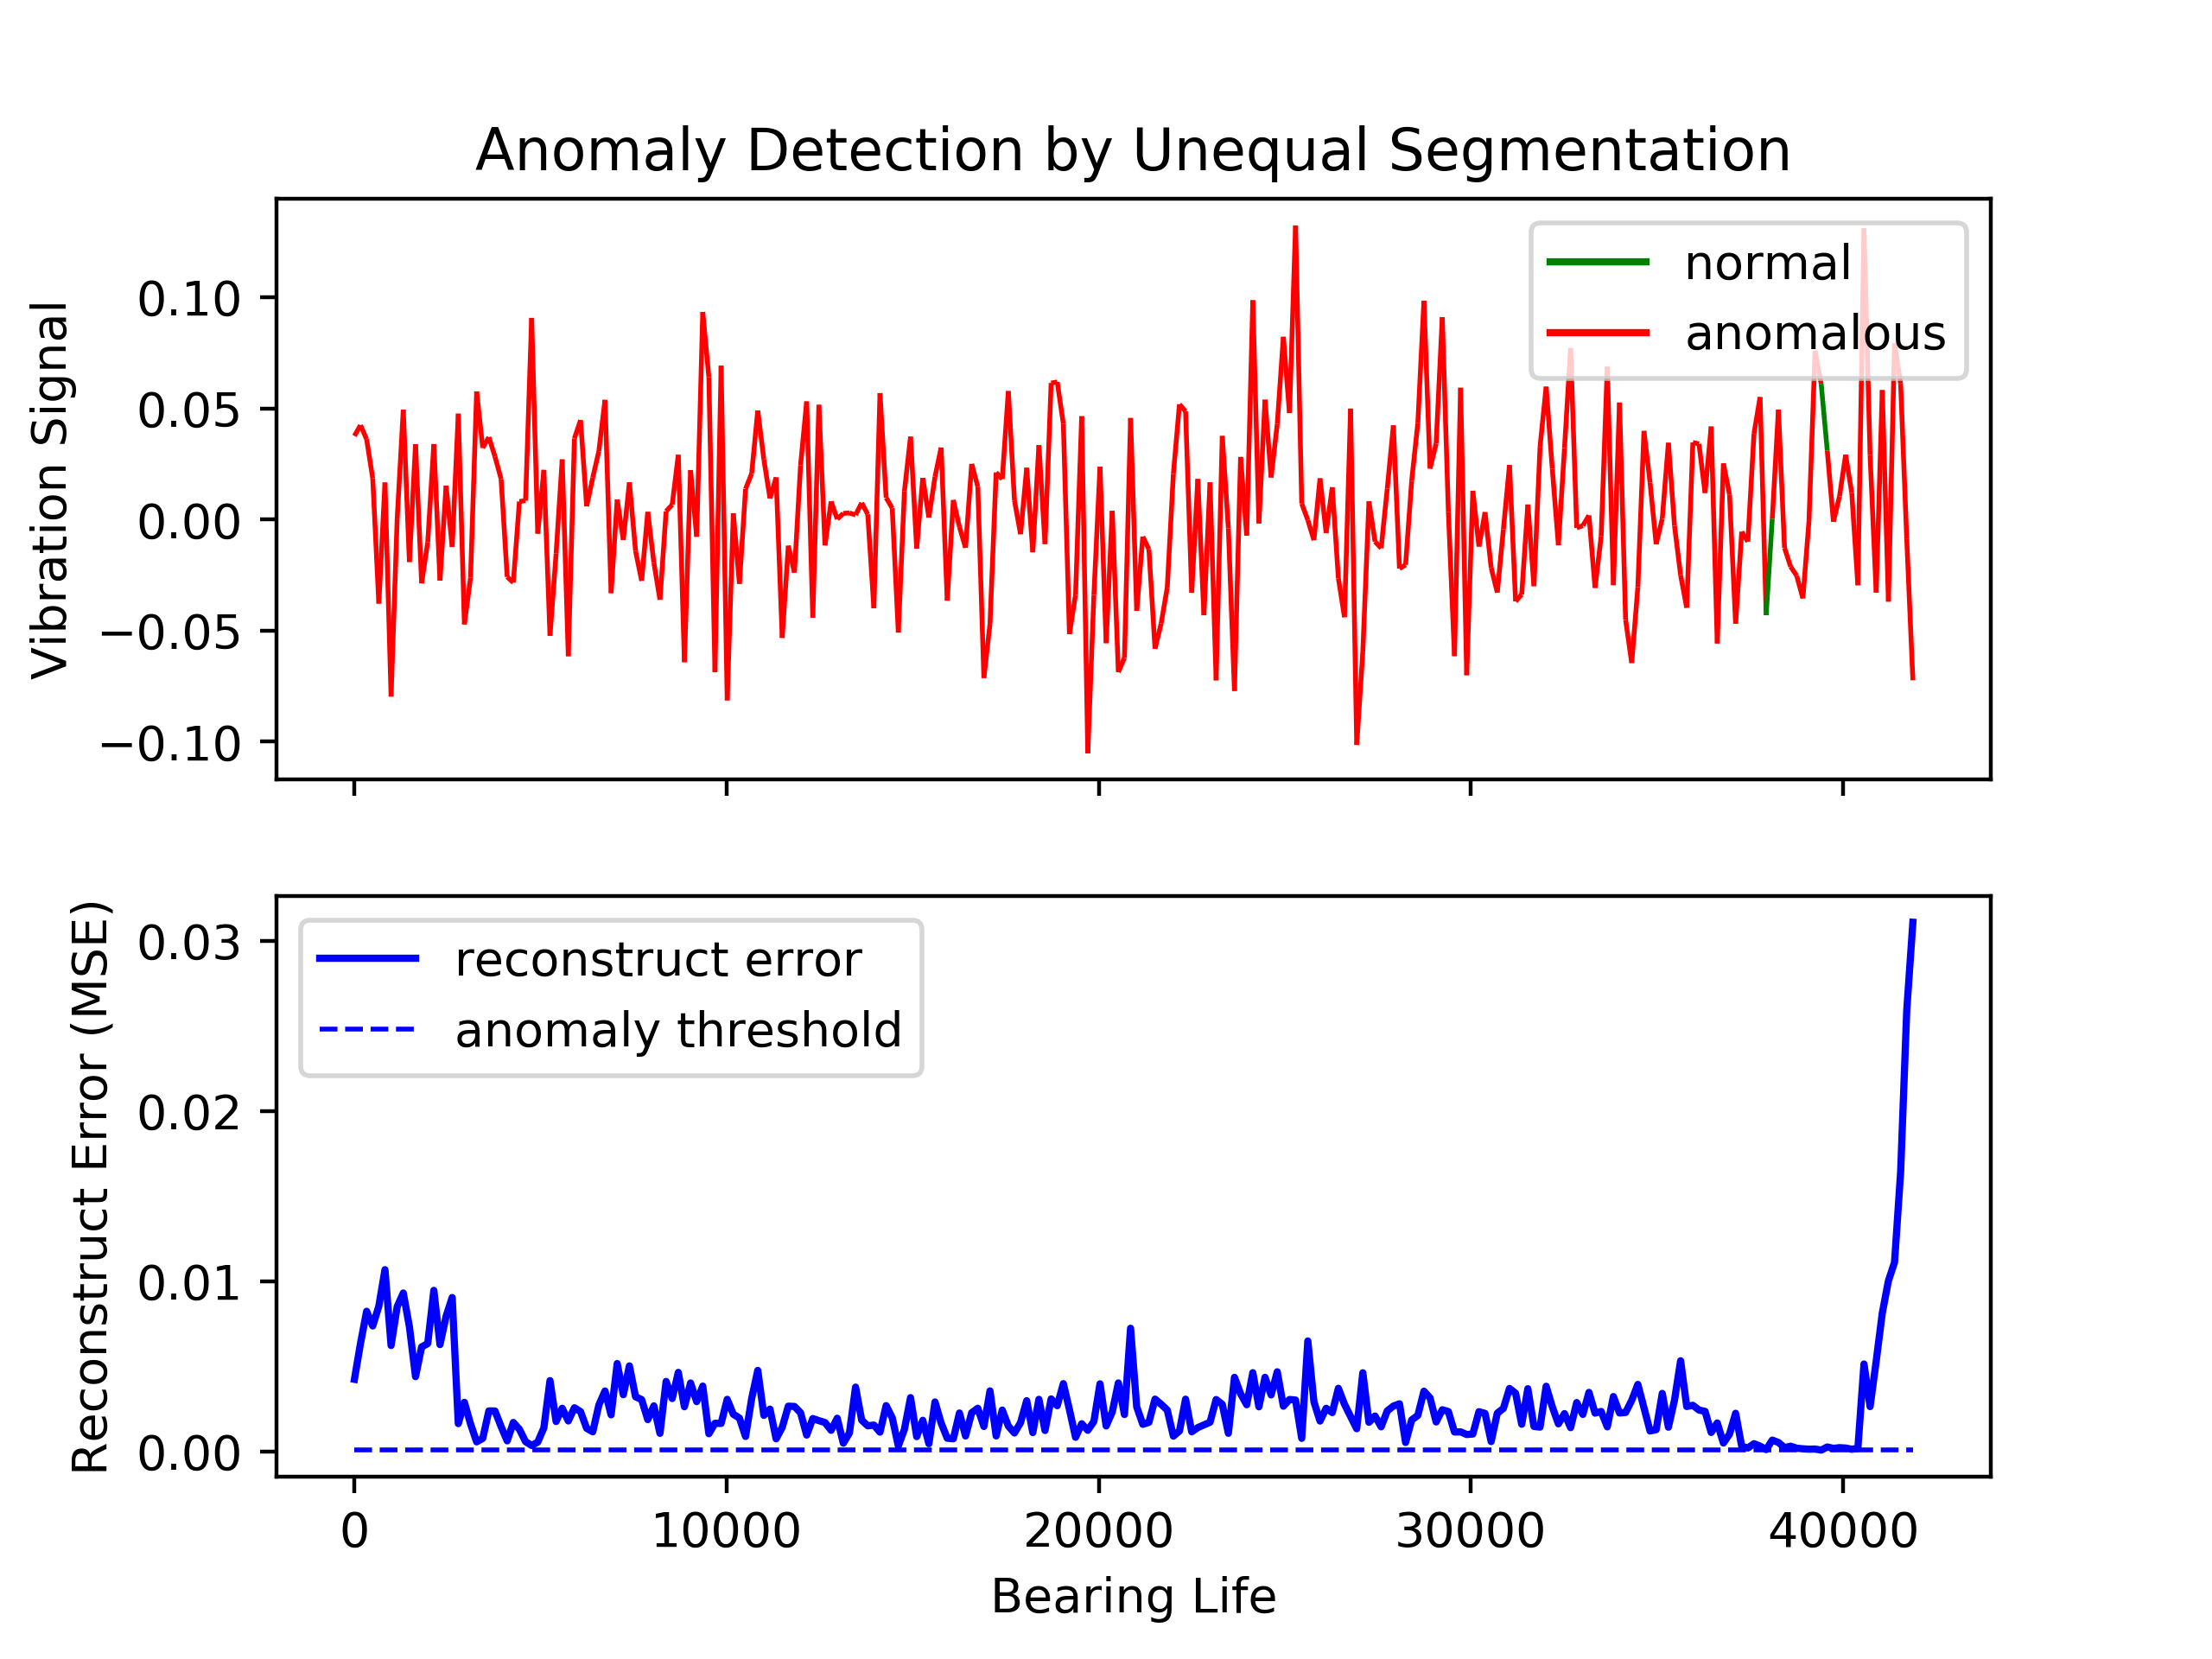 Anomaly Detection by Unequal Segmentation
Vibration Signal
0.10
0.05
0.00
−0.05
−0.10
normal
anomalous
Reconstruct Error (MSE)
0.03
0.02
0.01
0.00
reconstruct error
anomaly threshold
0 10000 20000 30000 40000
Bearing Life